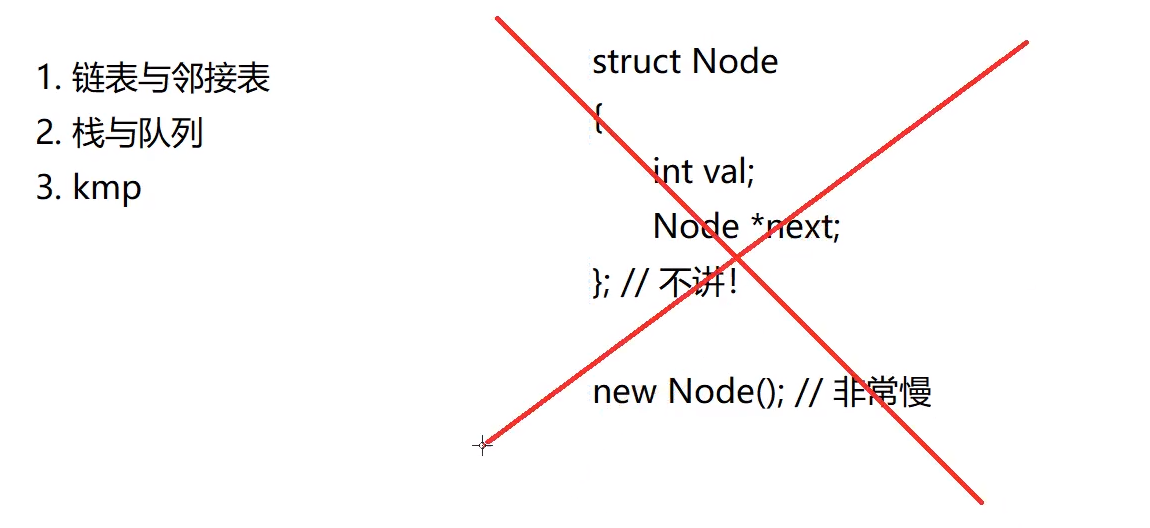 1. 链表与邻接表
2. 栈与队列
3. kmp
struct Node
{
int val;
Node *next;
}; // 不讲！
new Node(); // 非常慢